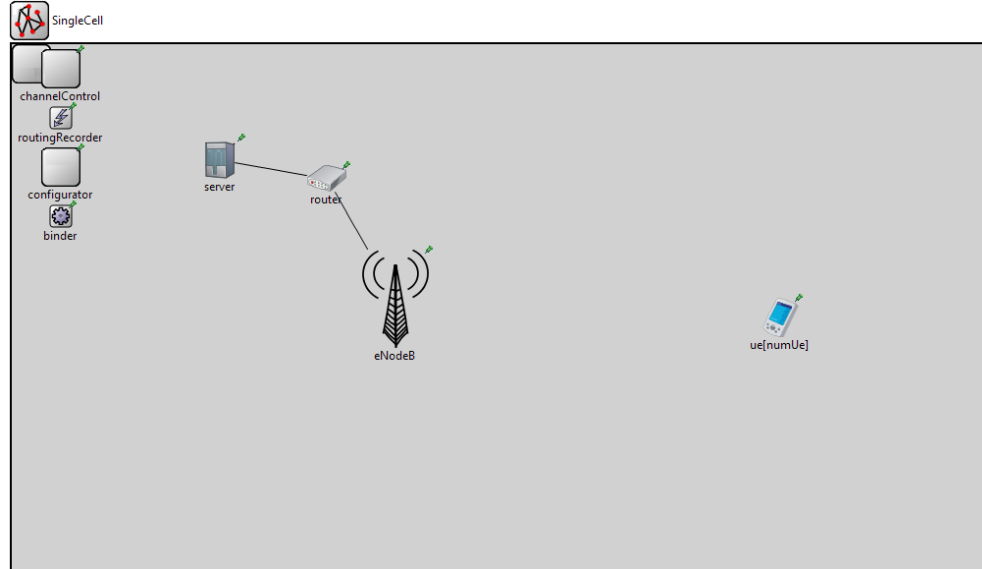 SingleCell
channelControl
routingRecorder
configurator
binder
server
router
eNodeB
ue[numUe]